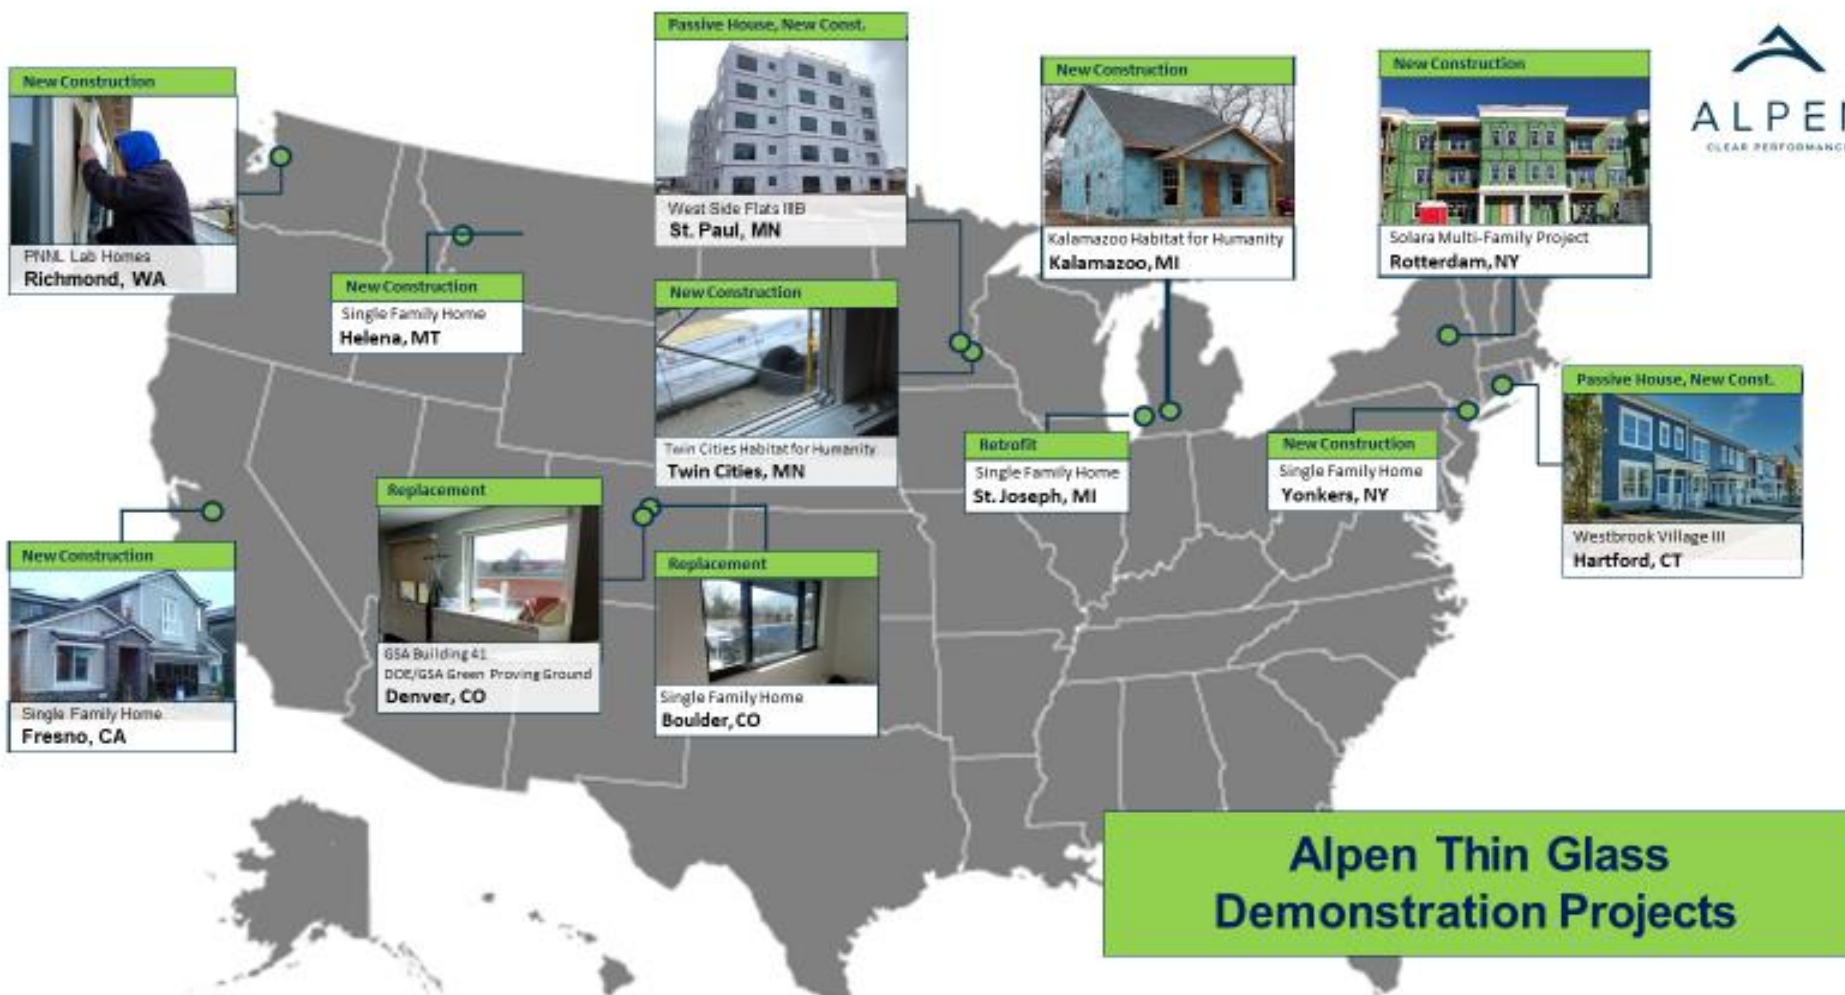 Passive House, New Const.
West Side Flats IIIB
St. Paul, MN
New Construction
PNNL Lab Homes
Richmond, WA
New Construction
Kalamazoo Habitat for Humanity
Kalamazoo, MI
New Construction
Solara Multi-Family Project
Rotterdam, NY
ALPEN
CLEAR PERFORMANCE
New Construction
Single Family Home
Helena, MT
New Construction
Twin Cities Habitat for Humanity
Twin Cities, MN
Retrofit
Single Family Home
St. Joseph, MI
New Construction
Single Family Home
Yonkers, NY
Passive House, New Const.
Westbrook Village III
Hartford, CT
New Construction
Single Family Home
Fresno, CA
Replacement
GSA Building 41
DOE/GSA Green Proving Ground
Denver, CO
Replacement
Single Family Home
Boulder, CO
Alpen Thin Glass
Demonstration Projects